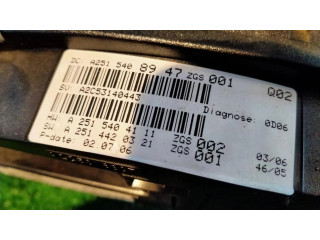 DC: A251 540 89 47 ZGS 001 Q02
SV: A2C53140443 Diagnose: 0D06
HW: A 251 540 41 11 ZGS 002 03/06
SW: A 251 442 03 21 ZGS 001 46/05
P-date 02 07 06